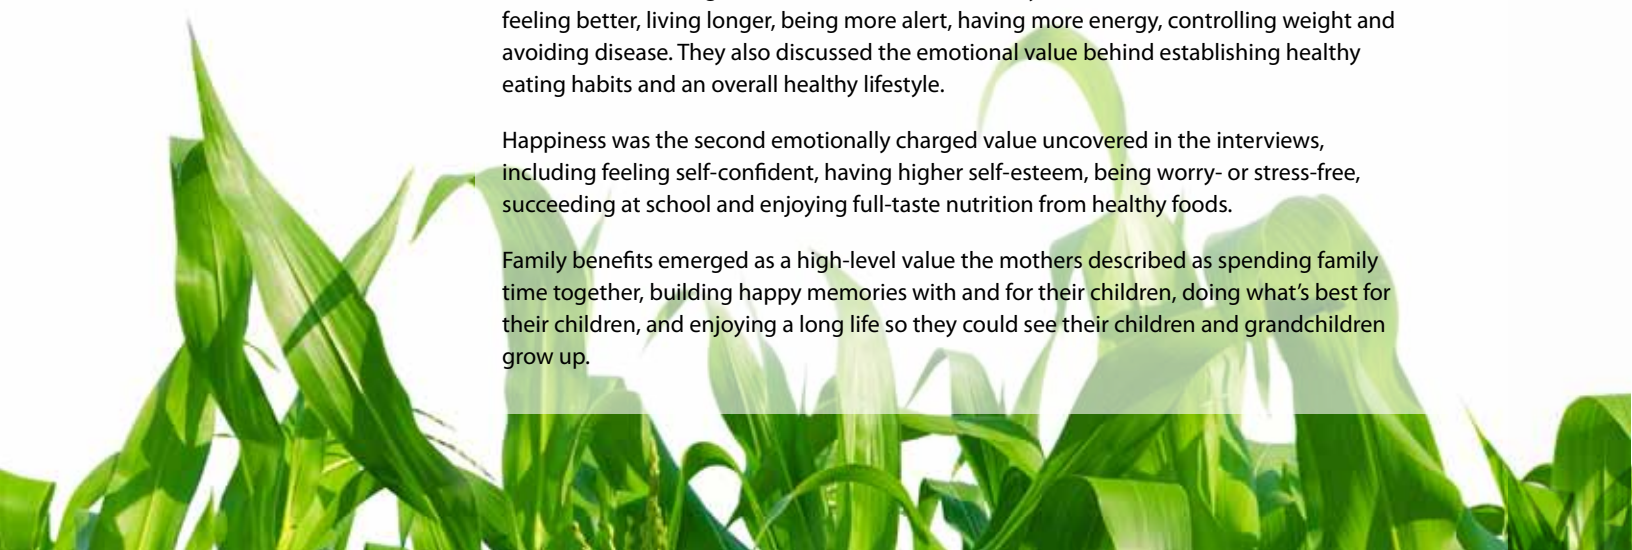 feeling better, living longer, being more alert, having more energy, controlling weight and
avoiding disease. They also discussed the emotional value behind establishing healthy
eating habits and an overall healthy lifestyle.
Happiness was the second emotionally charged value uncovered in the interviews,
including feeling self-confident, having higher self-esteem, being worry- or stress-free,
succeeding at school and enjoying full-taste nutrition from healthy foods.
Family benefits emerged as a high-level value the mothers described as spending family
time together, building happy memories with and for their children, doing what’s best for
their children, and enjoying a long life so they could see their children and grandchildren
grow up.